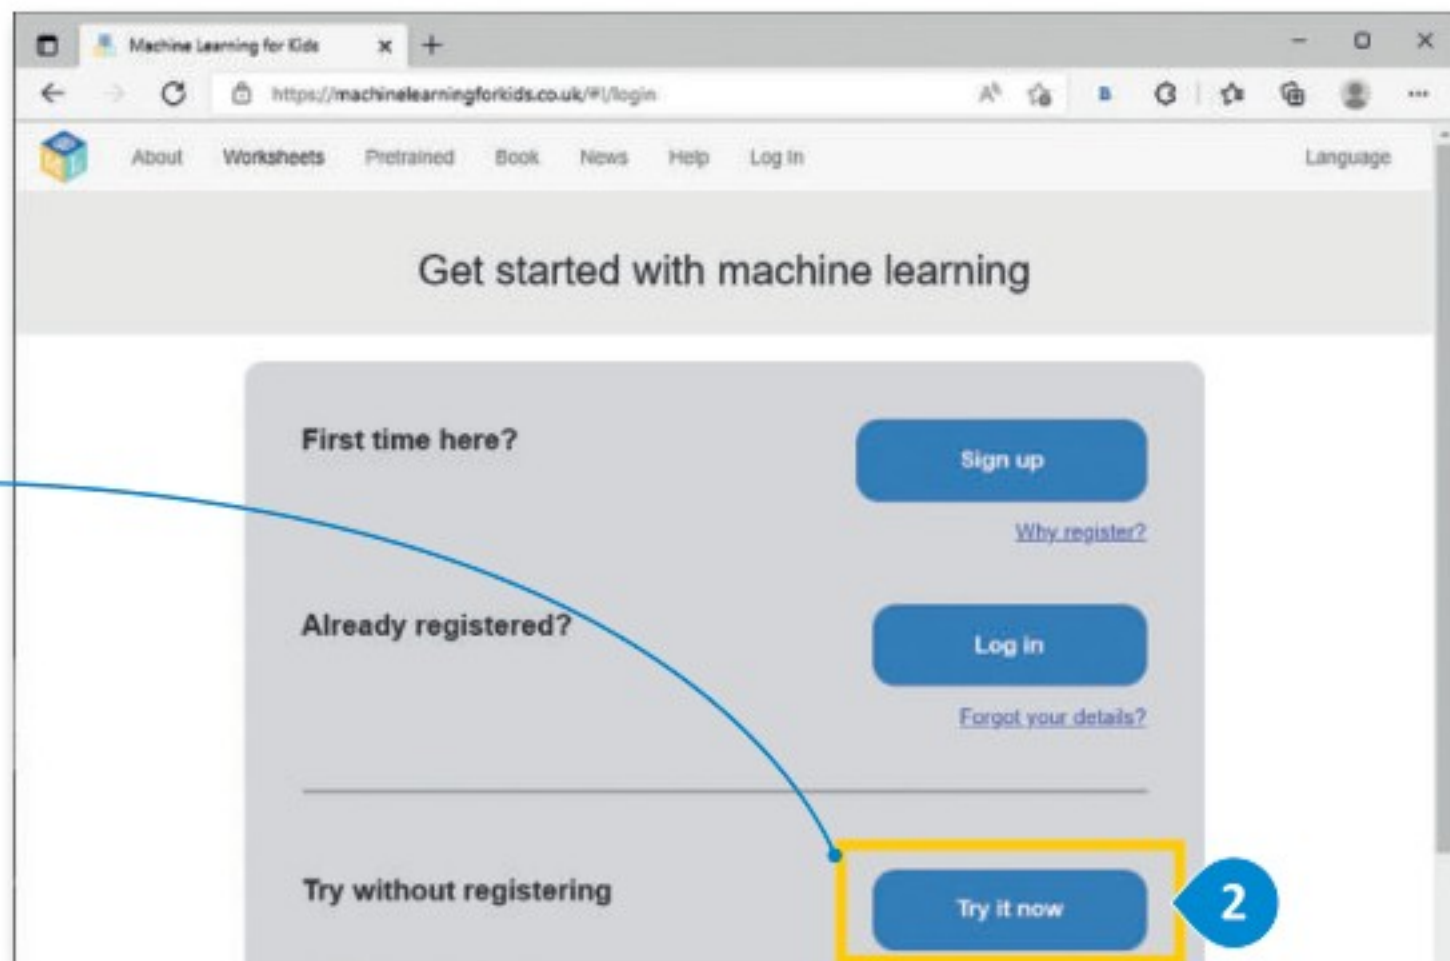 Machine Learning for Kids
https://machinelearningforkids.co.uk/#!/login
About Worksheets Pretrained Book News Help Log In Language
Get started with machine learning
First time here?
Sign up
Why register?
Already registered?
Log in
Forgot your details?
Try without registering
Try it now
2